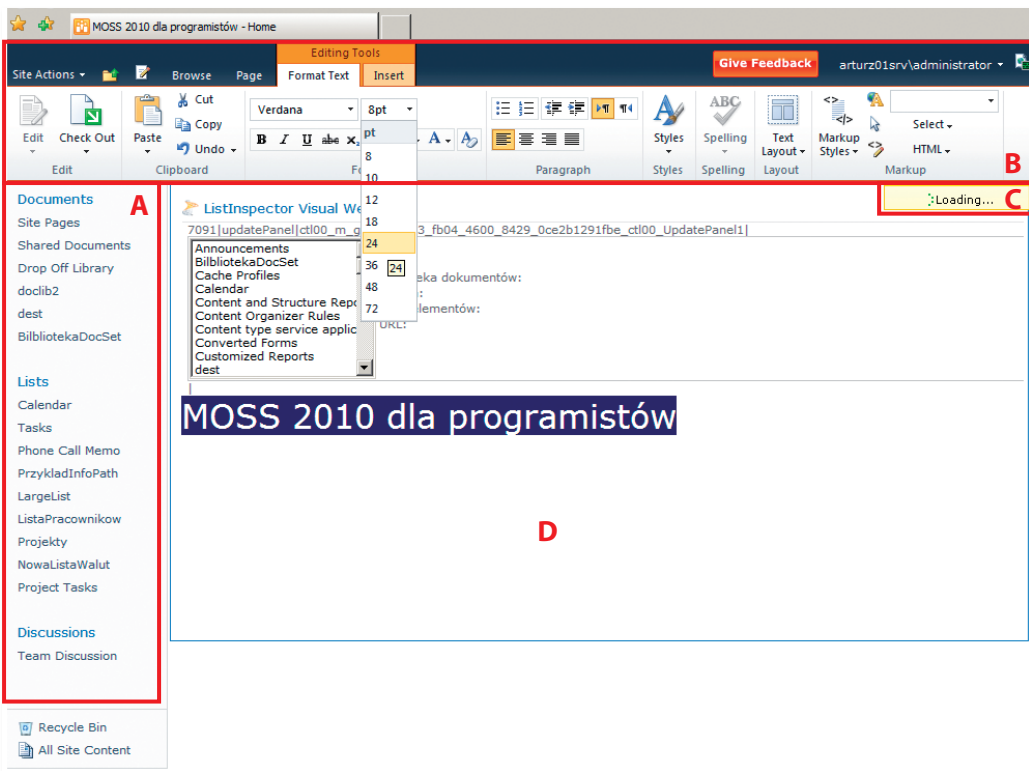 MOSS 2010 dla programistów - Home
Editing Tools
Site Actions Browse Page Format Text Insert Give Feedback arturz01srv\administrator
Edit Check Out Paste Cut Copy Undo
Verdana 8pt
B I U abc x A
Styles Spelling Text Layout Markup Styles Select HTML
ABC
Edit Clipboard Fo Paragraph Styles Spelling Layout Markup
B
pt
8
10
12
18
24
36
48
72
24
A
Documents
Site Pages
Shared Documents
Drop Off Library
doclib2
dest
BilbliotekaDocSet
Lists
Calendar
Tasks
Phone Call Memo
PrzykladInfoPath
LargeList
ListaPracownikow
Projekty
NowaListaWalut
Project Tasks
Discussions
Team Discussion
Recycle Bin
All Site Content
Loading... C
ListInspector Visual We
7091|updatePanel|ctl00_m_g 3_fb04_4600_8429_0ce2b1291fbe_ctl00_UpdatePanel1|
Announcements
BilbliotekaDocSet
Cache Profiles
Calendar
Content and Structure Repo
Content Organizer Rules
Content type service applic
Converted Forms
Customized Reports
dest
eka dokumentów:
:
lementów:
URL:
|
MOSS 2010 dla programistów
D